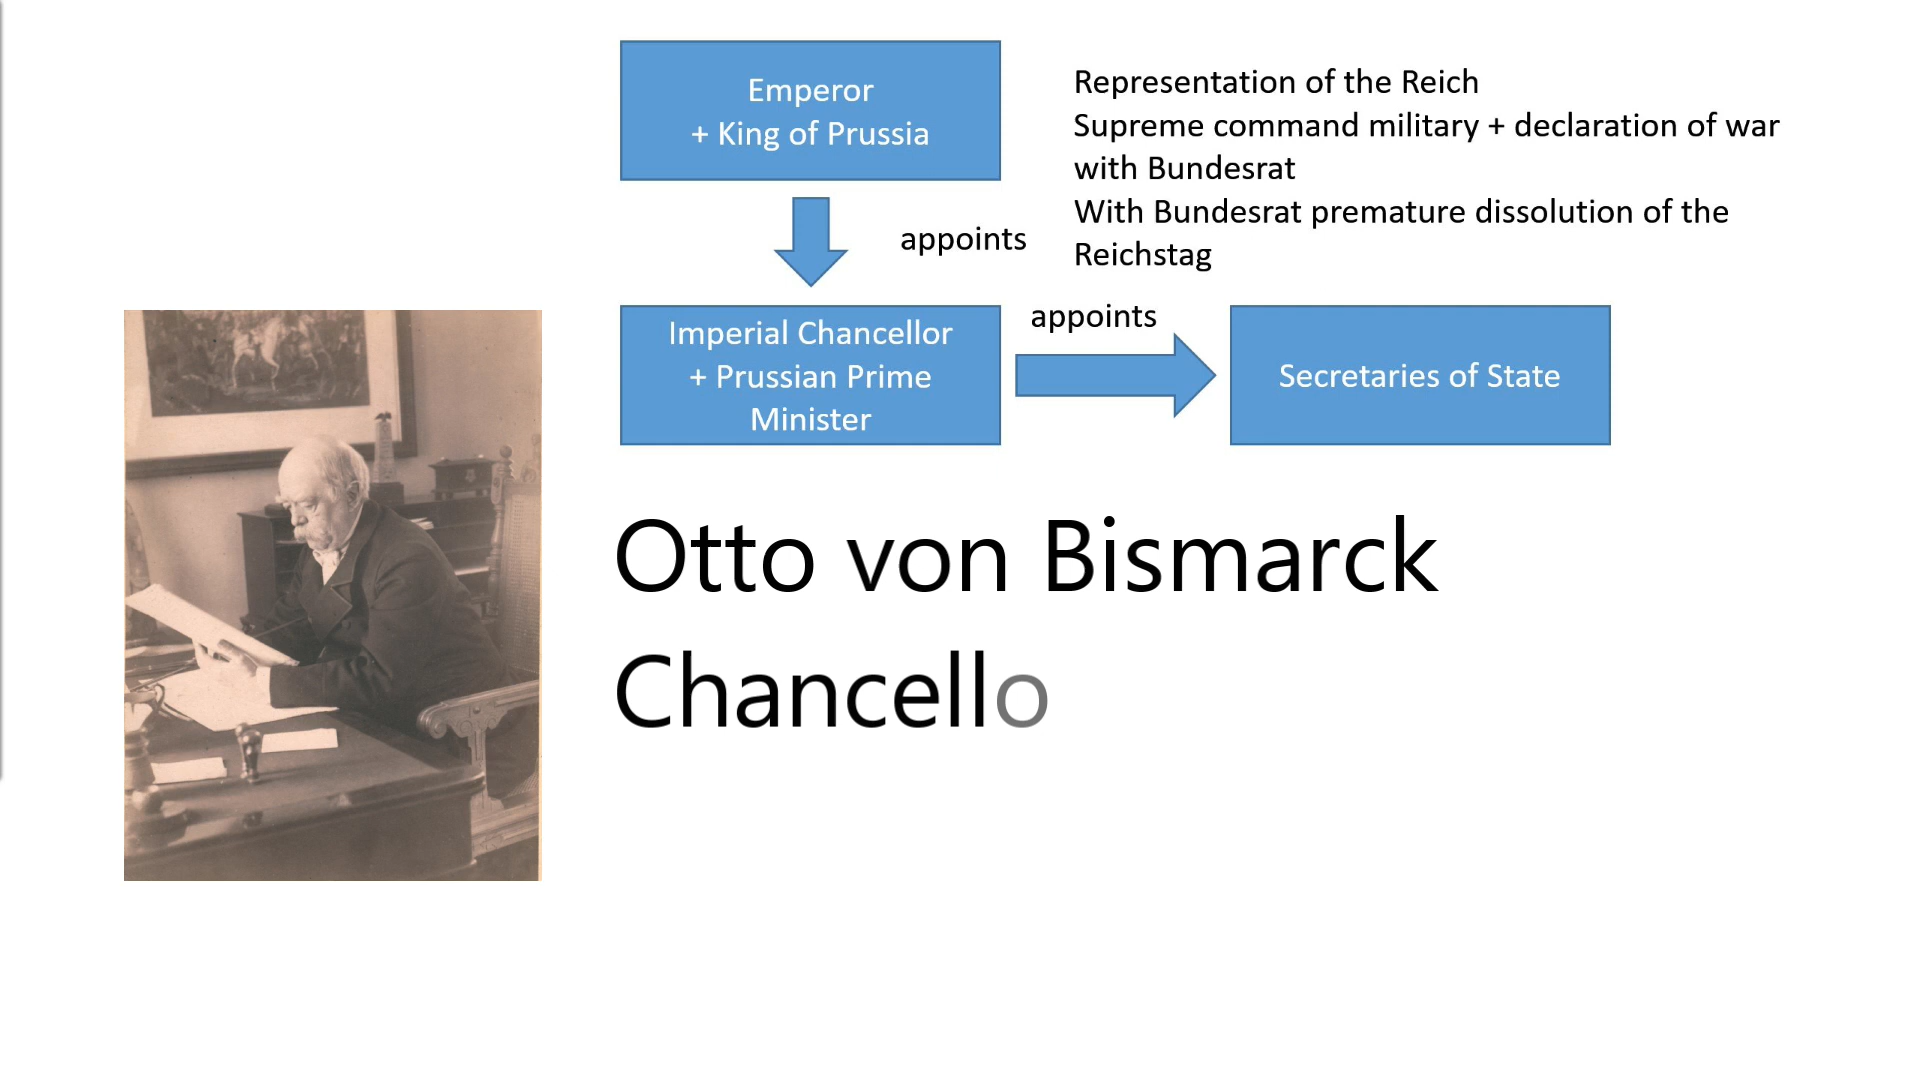 Emperor
+ King of Prussia
Representation of the Reich
Supreme command military + declaration of war
with Bundesrat
With Bundesrat premature dissolution of the
Reichstag
appoints
Imperial Chancellor
+ Prussian Prime
Minister
appoints
Secretaries of State
Otto von Bismarck
Chancello